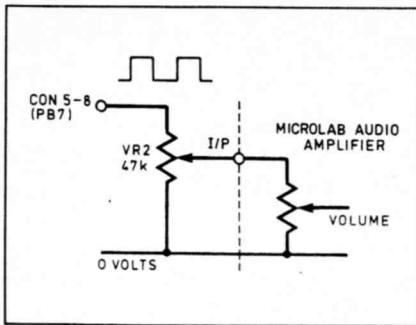 CON 5-8
(PB7)
VR2
47k
I/P
MICROLAB AUDIO
AMPLIFIER
VOLUME
0 VOLTS